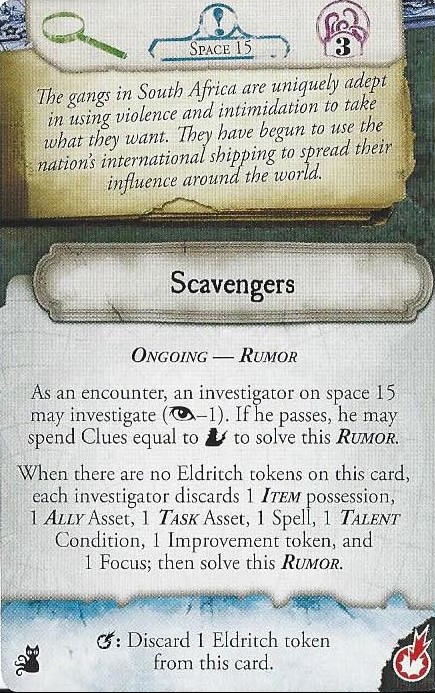 SPACE 15
3
The gangs in South Africa are uniquely adept
in using violence and intimidation to take
what they want. They have begun to use the
nation's international shipping to spread their
influence around the world.
Scavengers
ONGOING — RUMOR
As an encounter, an investigator on space 15
may investigate (–1). If he passes, he may
spend Clues equal to to solve this RUMOR.
When there are no Eldritch tokens on this card,
each investigator discards 1 ITEM possession,
1 ALLY Asset, 1 TASK Asset, 1 Spell, 1 TALENT
Condition, 1 Improvement token, and
1 Focus; then solve this RUMOR.
: Discard 1 Eldritch token
from this card.